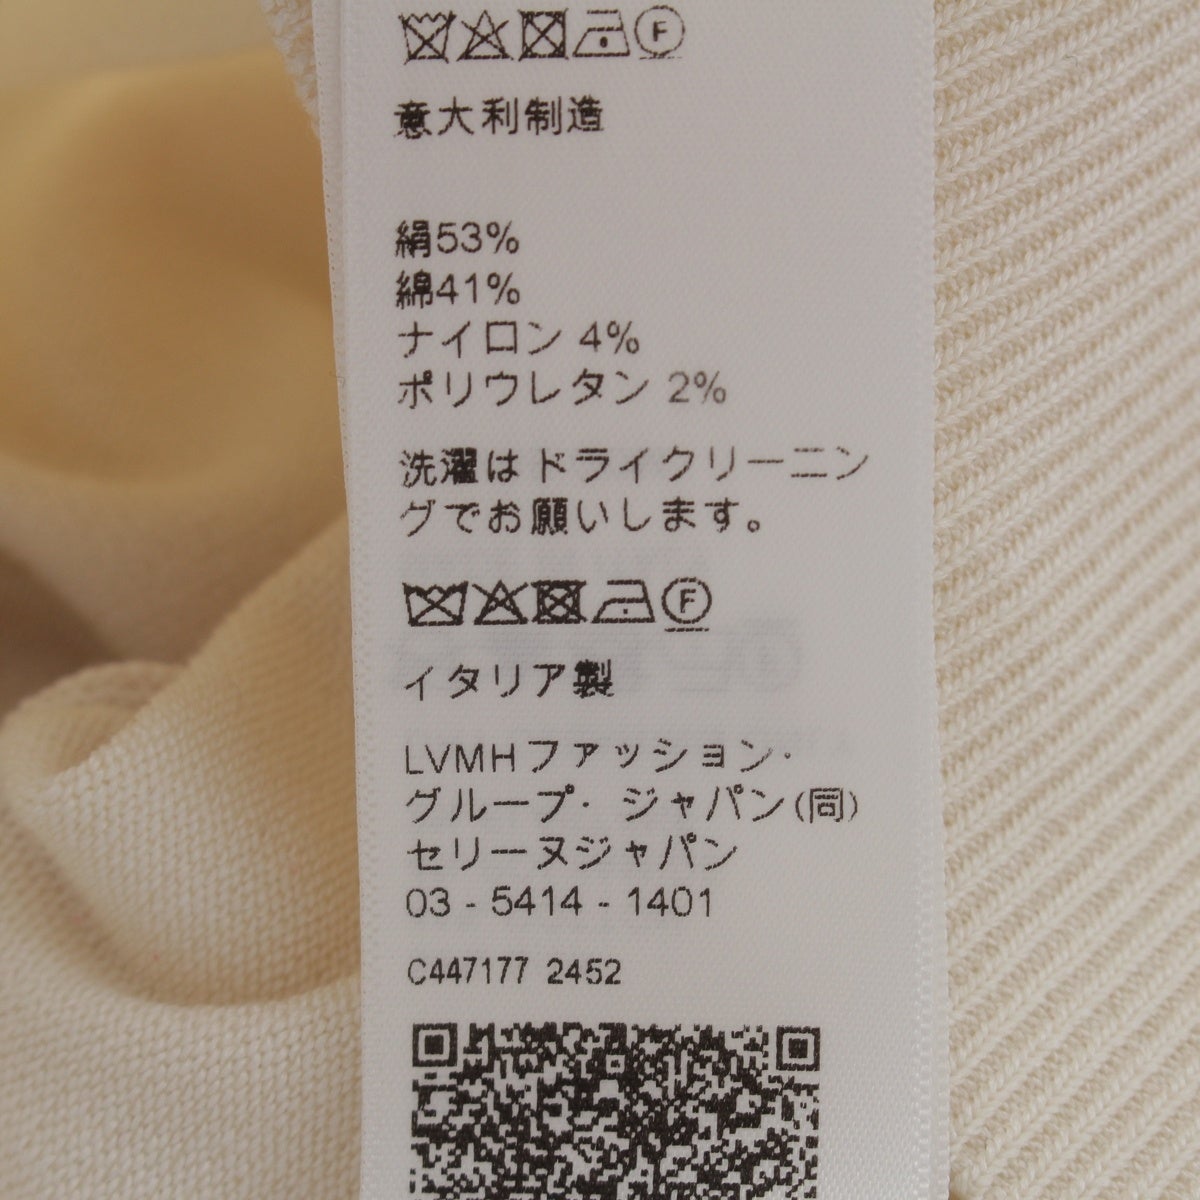 F
意大利制造
絹53%
綿41%
ナイロン 4%
ポリウレタン 2%
洗濯はドライクリーニン
グでお願いします。
F
イタリア製
LVMHファッション·
グループ· ジャパン(同)
セリーヌジャパン
03 - 5414 - 1401
C447177 2452